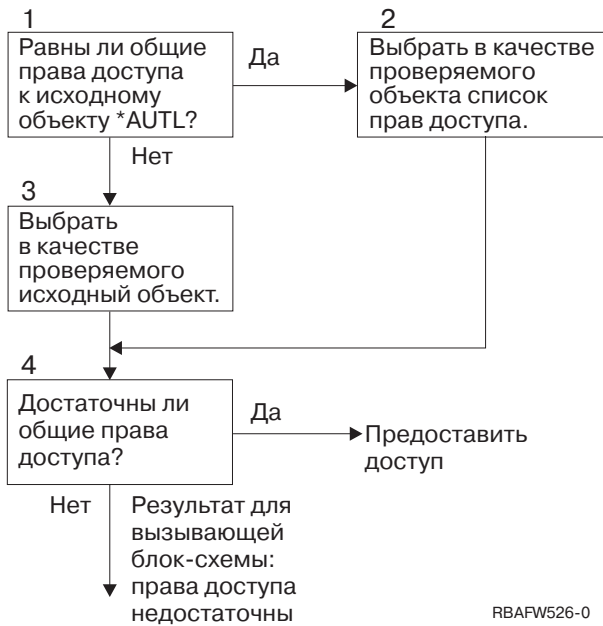 1
Равны ли общие
права доступа
к исходному
объекту *AUTL?
Да
2
Выбрать в качестве
проверяемого
объекта список
прав доступа.
Нет
3
Выбрать
в качестве
проверяемого
исходный объект.
4
Достаточны ли
общие права
доступа?
Да
Предоставить
доступ
Нет
Результат для
вызывающей
блок-схемы:
права доступа
недостаточны
RBAFW526-0